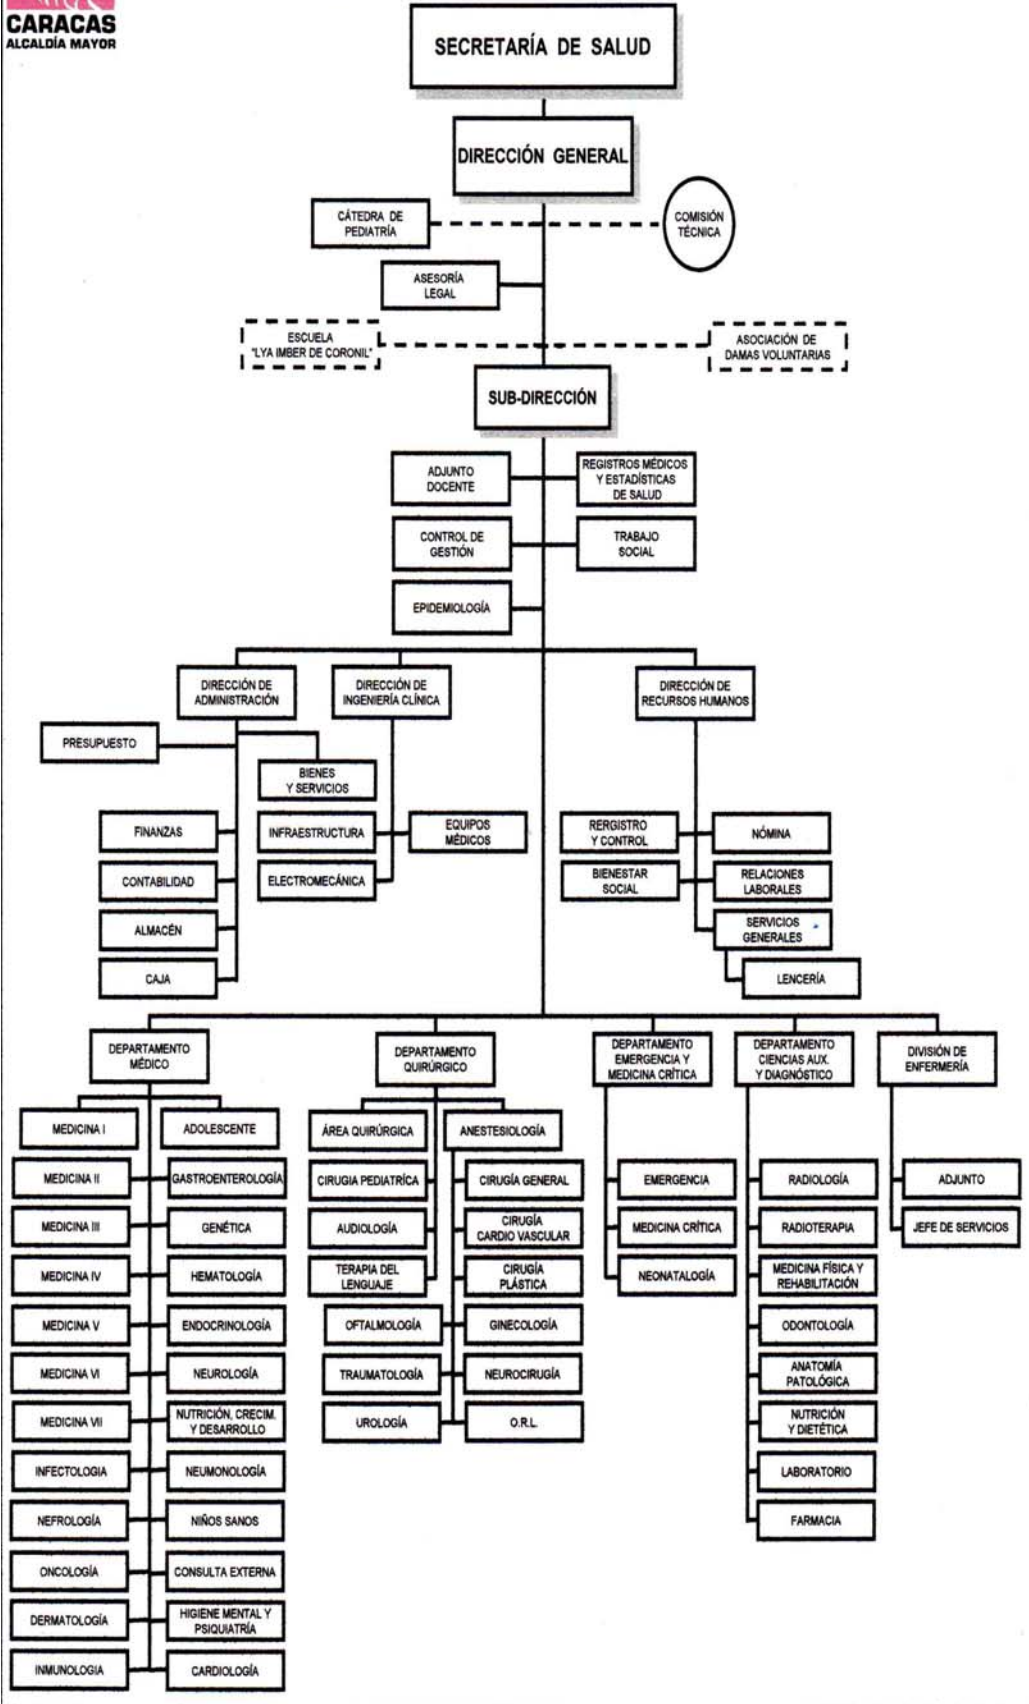 CARACAS
ALCALDÍA MAYOR
SECRETARÍA DE SALUD
DIRECCIÓN GENERAL
CÁTEDRA DE
PEDIATRÍA
COMISIÓN
TÉCNICA
ASESORÍA
LEGAL
ESCUELA
"LYA IMBER DE CORONIL"
ASOCIACIÓN DE
DAMAS VOLUNTARIAS
SUB-DIRECCIÓN
ADJUNTO
DOCENTE
REGISTROS MÉDICOS
Y ESTADÍSTICAS
DE SALUD
CONTROL DE
GESTIÓN
TRABAJO
SOCIAL
EPIDEMIOLOGÍA
DIRECCIÓN DE
ADMINISTRACIÓN
DIRECCIÓN DE
INGENIERÍA CLÍNICA
DIRECCIÓN DE
RECURSOS HUMANOS
PRESUPUESTO
BIENES
Y SERVICIOS
FINANZAS
INFRAESTRUCTURA
EQUIPOS
MÉDICOS
RERGISTRO
Y CONTROL
NÓMINA
CONTABILIDAD
ELECTROMECÁNICA
BIENESTAR
SOCIAL
RELACIONES
LABORALES
ALMACÉN
SERVICIOS
GENERALES
CAJA
LENCERÍA
DEPARTAMENTO
MÉDICO
DEPARTAMENTO
QUIRÚRGICO
DEPARTAMENTO
EMERGENCIA Y
MEDICINA CRÍTICA
DEPARTAMENTO
CIENCIAS AUX.
Y DIAGNÓSTICO
DIVISIÓN DE
ENFERMERÍA
MEDICINA I
ADOLESCENTE
ÁREA QUIRÚRGICA
ANESTESIOLOGÍA
MEDICINA II
GASTROENTEROLOGÍA
CIRUGIA PEDIATRÍCA
CIRUGÍA GENERAL
EMERGENCIA
RADIOLOGÍA
ADJUNTO
MEDICINA III
GENÉTICA
AUDIOLOGÍA
CIRUGÍA
CARDIO VASCULAR
MEDICINA CRÍTICA
RADIOTERAPIA
JEFE DE SERVICIOS
MEDICINA IV
HEMATOLOGÍA
TERAPIA DEL
LENGUAJE
CIRUGÍA
PLÁSTICA
NEONATALOGÍA
MEDICINA FÍSICA Y
REHABILITACIÓN
MEDICINA V
ENDOCRINOLOGÍA
OFTALMOLOGÍA
GINECOLOGÍA
ODONTOLOGÍA
MEDICINA VI
NEUROLOGÍA
TRAUMATOLOGÍA
NEUROCIRUGÍA
ANATOMÍA
PATOLÓGICA
MEDICINA VII
NUTRICIÓN, CRECIM.
Y DESARROLLO
UROLOGÍA
O.R.L.
NUTRICIÓN
Y DIETÉTICA
INFECTOLOGIA
NEUMONOLOGÍA
LABORATORIO
NEFROLOGÍA
NIÑOS SANOS
FARMACIA
ONCOLOGÍA
CONSULTA EXTERNA
DERMATOLOGÍA
HIGIENE MENTAL Y
PSIQUIATRÍA
INMUNOLOGIA
CARDIOLOGÍA